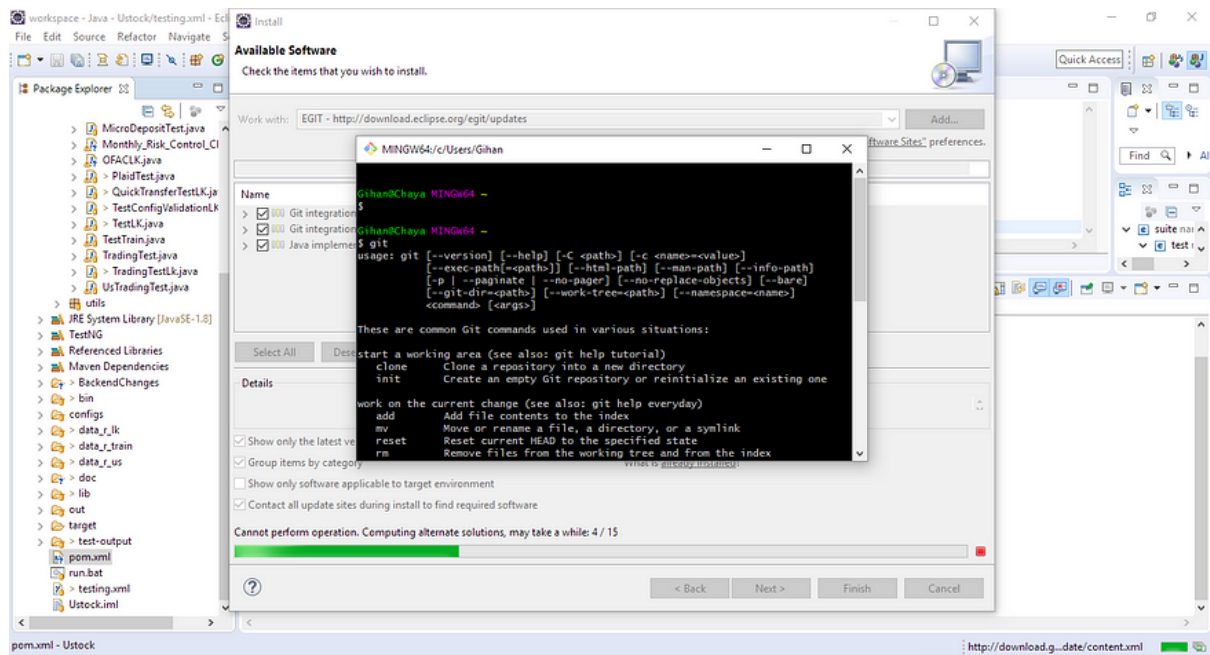 workspace - Java - Ustock/testing.xml - Ecl
File Edit Source Refactor Navigate S
Quick Access
Package Explorer
MicroDepositTest.java
Monthly_Risk_Control_Cl
OFACLK.java
> PlaidTest.java
> QuickTransferTestLK.ja
> TestConfigValidationLK
> TestLK.java
TestTrain.java
TradingTest.java
> TradingTestLk.java
UsTradingTest.java
utils
JRE System Library [JavaSE-1.8]
TestNG
Referenced Libraries
Maven Dependencies
> BackendChanges
> bin
configs
> data_r_lk
> data_r_train
> data_r_us
> doc
> lib
out
target
> test-output
pom.xml
run.bat
> testing.xml
Ustock.iml
Install
Available Software
Check the items that you wish to install.
Work with: EGIT - http://download.eclipse.org/egit/updates
Add...
ftware Sites" preferences.
Name
Git integration
Git integration
Java implemen
Select All
Dese
Details
Show only the latest ve
Group items by category
What is already installed?
Show only software applicable to target environment
Contact all update sites during install to find required software
Cannot perform operation. Computing alternate solutions, may take a while: 4 / 15
< Back Next > Finish Cancel
MINGW64:/c/Users/Gihan
Gihan@Chaya MINGW64 ~
$
Gihan@Chaya MINGW64 ~
$ git
usage: git [--version] [--help] [-C <path>] [-c <name>=<value>]
[--exec-path[=<path>]] [--html-path] [--man-path] [--info-path]
[-p | --paginate | --no-pager] [--no-replace-objects] [--bare]
[--git-dir=<path>] [--work-tree=<path>] [--namespace=<name>]
<command> [<args>]
These are common Git commands used in various situations:
start a working area (see also: git help tutorial)
clone Clone a repository into a new directory
init Create an empty Git repository or reinitialize an existing one
work on the current change (see also: git help everyday)
add Add file contents to the index
mv Move or rename a file, a directory, or a symlink
reset Reset current HEAD to the specified state
rm Remove files from the working tree and from the index
Find
Al
suite nar
test
pom.xml - Ustock
http://download.g...date/content.xml